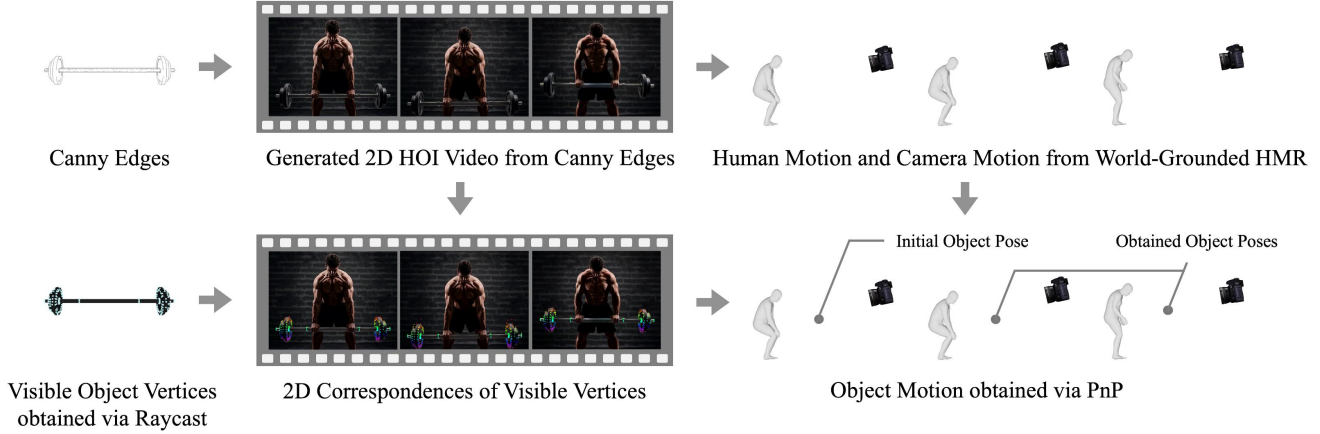 Canny Edges
Generated 2D HOI Video from Canny Edges
Human Motion and Camera Motion from World-Grounded HMR
Initial Object Pose
Obtained Object Poses
Visible Object Vertices
obtained via Raycast
2D Correspondences of Visible Vertices
Object Motion obtained via PnP